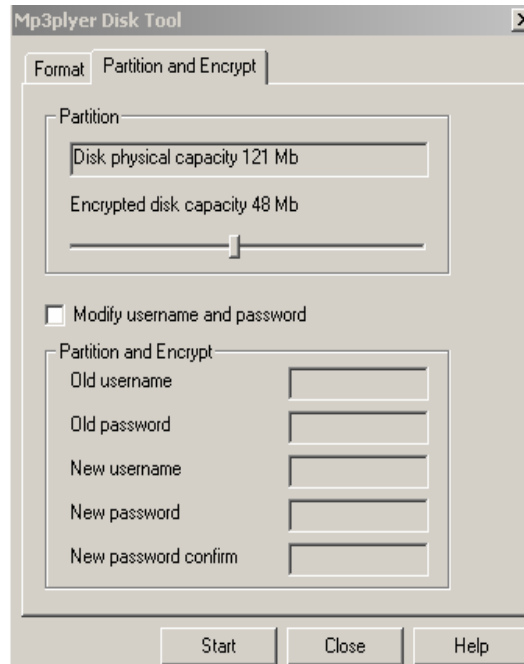 Mp3plyer Disk Tool
Format Partition and Encrypt
Partition
Disk physical capacity 121 Mb
Encrypted disk capacity 48 Mb
Modify username and password
Partition and Encrypt
Old username
Old password
New username
New password
New password confirm
Start Close Help